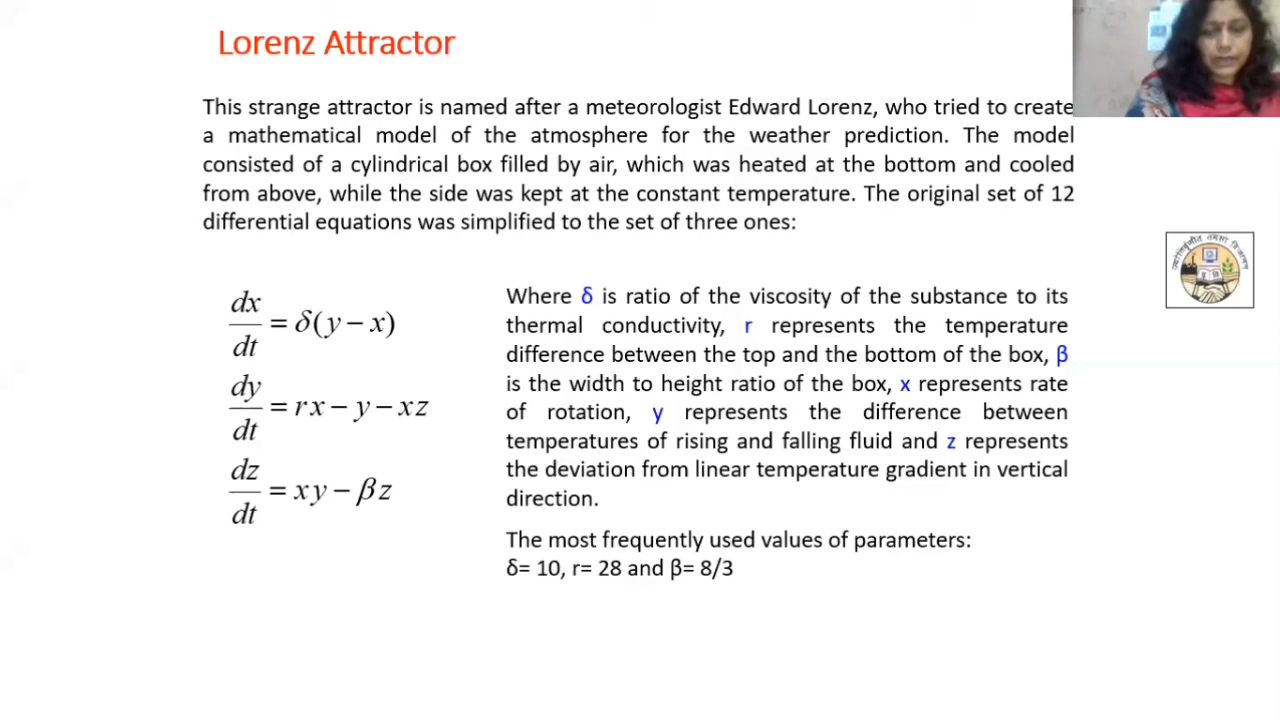 Lorenz Attractor
This strange attractor is named after a meteorologist Edward Lorenz, who tried to create
a mathematical model of the atmosphere for the weather prediction. The model
consisted of a cylindrical box filled by air, which was heated at the bottom and cooled
from above, while the side was kept at the constant temperature. The original set of 12
differential equations was simplified to the set of three ones:
dx/dt = δ(y − x)
dy/dt = rx − y − xz
dz/dt = xy − βz
Where δ is ratio of the viscosity of the substance to its
thermal conductivity, r represents the temperature
difference between the top and the bottom of the box, β
is the width to height ratio of the box, x represents rate
of rotation, y represents the difference between
temperatures of rising and falling fluid and z represents
the deviation from linear temperature gradient in vertical
direction.
The most frequently used values of parameters:
δ= 10, r= 28 and β= 8/3